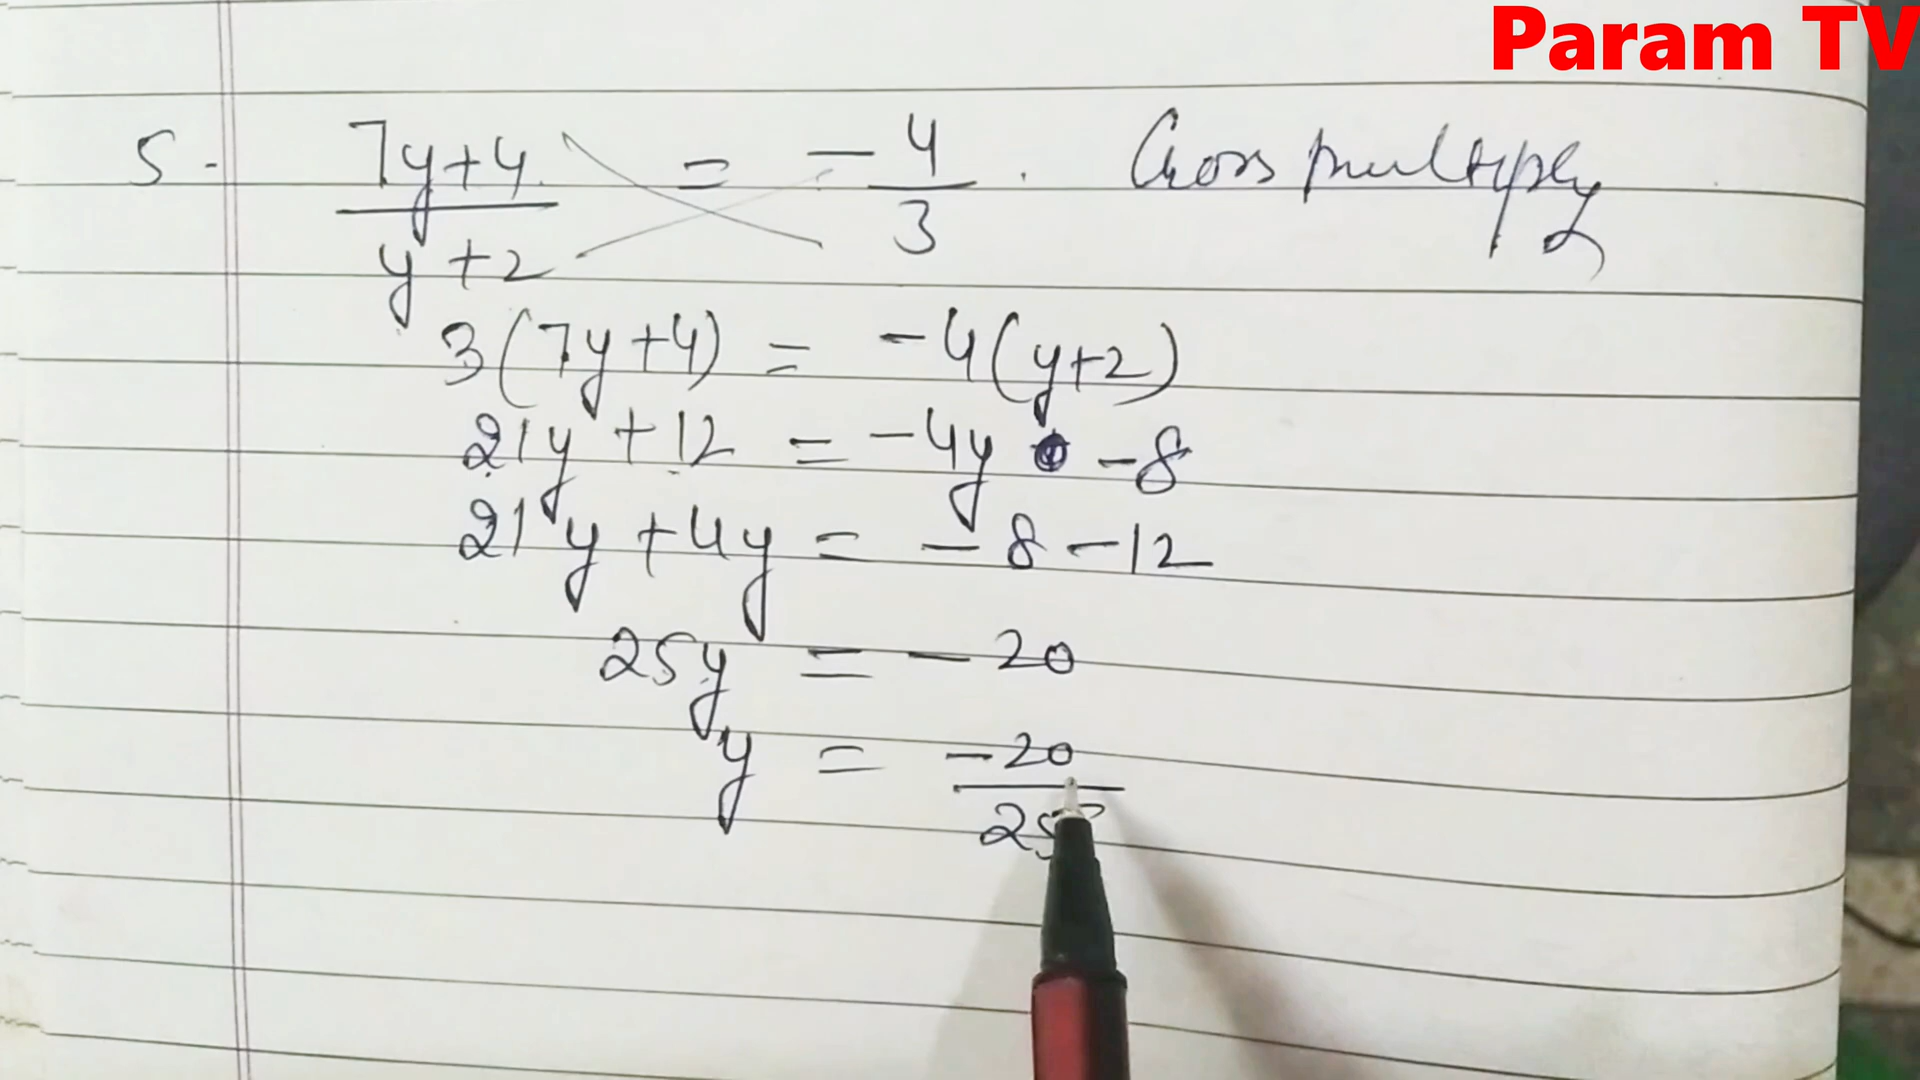 Param TV
5. (7y+4)/(y+2) = -4/3. Cross multiply
3(7y+4) = -4(y+2)
21y + 12 = -4y -8
21y + 4y = -8 -12
25y = -20
y = -20/25